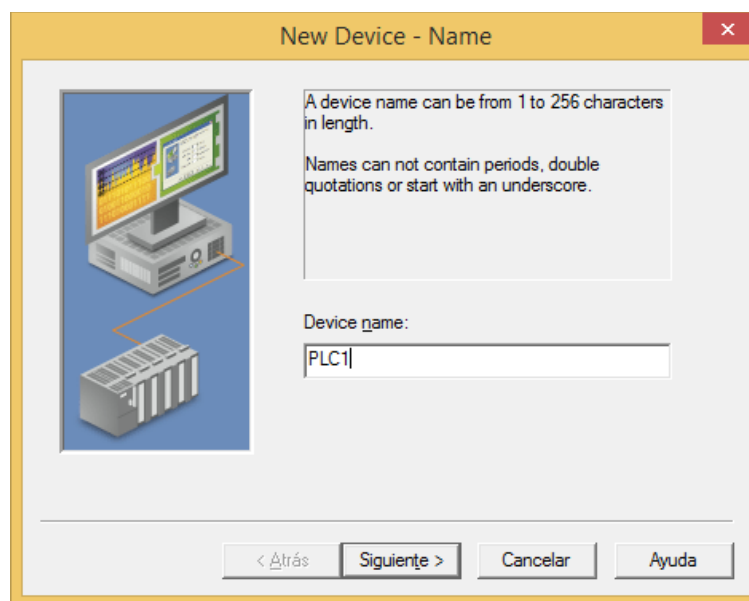 New Device - Name
A device name can be from 1 to 256 characters
in length.
Names can not contain periods, double
quotations or start with an underscore.
Device name:
PLC1
< Atrás
Siguiente >
Cancelar
Ayuda